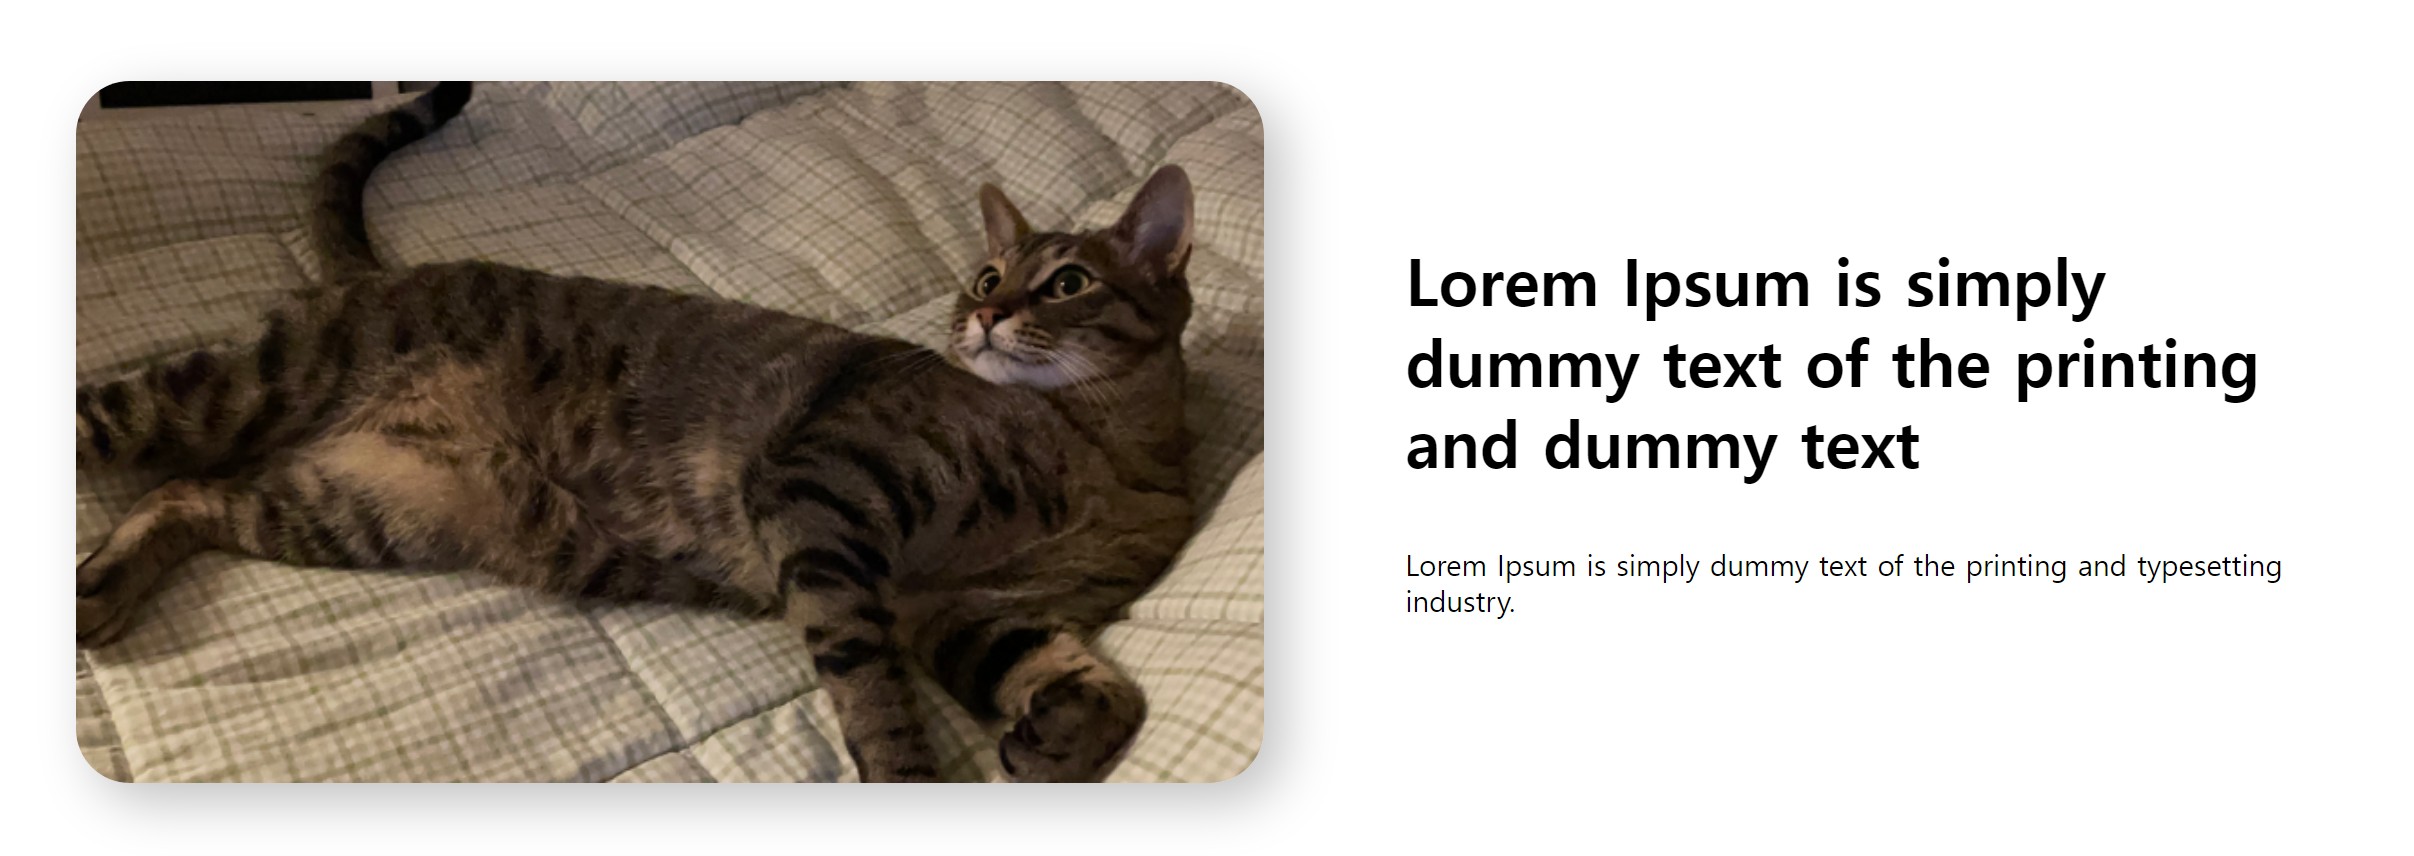 Lorem Ipsum is simply
dummy text of the printing
and dummy text
Lorem Ipsum is simply dummy text of the printing and typesetting
industry.